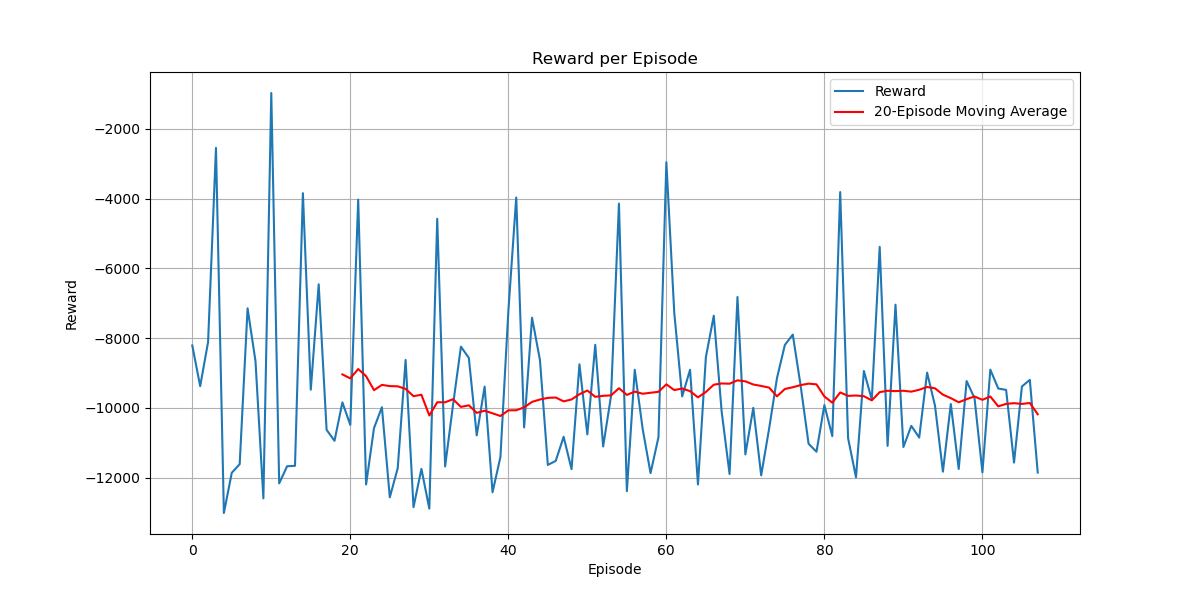 Reward per Episode
Reward
20-Episode Moving Average
−2000
−4000
−6000
−8000
−10000
−12000
Reward
0 20 40 60 80 100
Episode